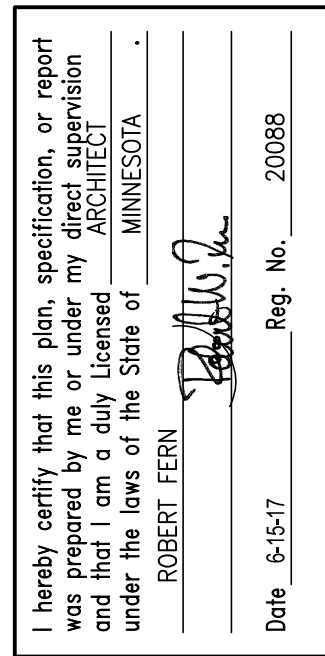 I hereby certify that this plan, specification, or report
was prepared by me or under my direct supervision
and that I am a duly Licensed ARCHITECT
under the laws of the State of MINNESOTA .
ROBERT FERN
Date 6-15-17 Reg. No. 20088